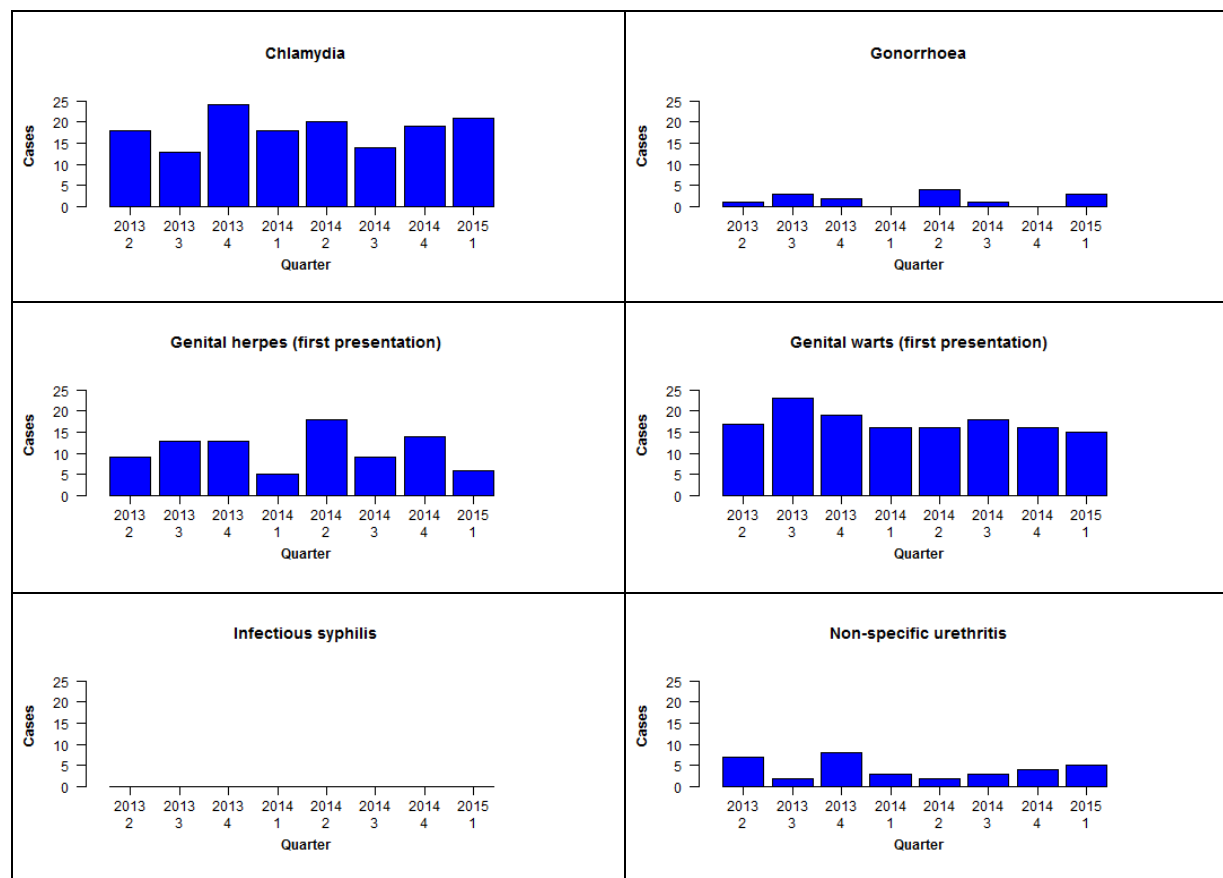 Chlamydia
25
20
15
10
5
0
Cases
2013 2013 2013 2014 2014 2014 2014 2015
2 3 4 1 2 3 4 1
Quarter
Gonorrhoea
25
20
15
10
5
0
Cases
2013 2013 2013 2014 2014 2014 2014 2015
2 3 4 1 2 3 4 1
Quarter
Genital herpes (first presentation)
25
20
15
10
5
0
Cases
2013 2013 2013 2014 2014 2014 2014 2015
2 3 4 1 2 3 4 1
Quarter
Genital warts (first presentation)
25
20
15
10
5
0
Cases
2013 2013 2013 2014 2014 2014 2014 2015
2 3 4 1 2 3 4 1
Quarter
Infectious syphilis
25
20
15
10
5
0
Cases
2013 2013 2013 2014 2014 2014 2014 2015
2 3 4 1 2 3 4 1
Quarter
Non-specific urethritis
25
20
15
10
5
0
Cases
2013 2013 2013 2014 2014 2014 2014 2015
2 3 4 1 2 3 4 1
Quarter